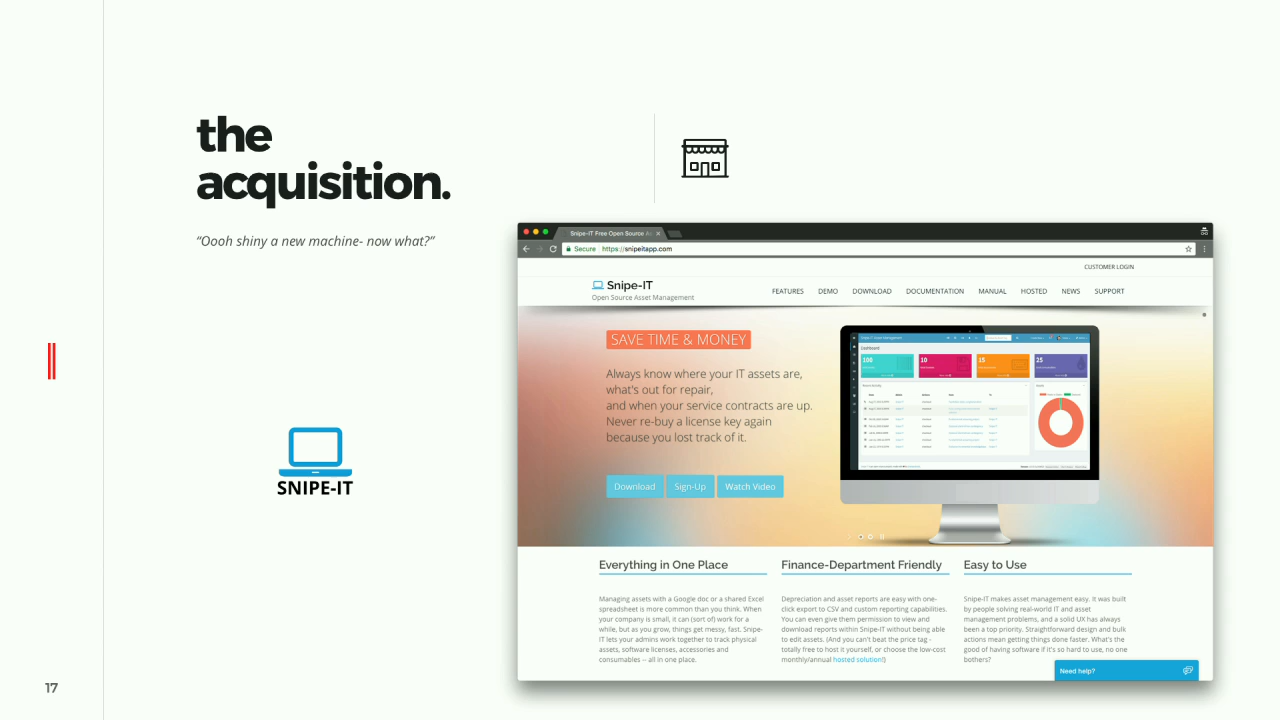 the
acquisition.
“Oooh shiny a new machine- now what?”
SNIPE-IT
17
Snipe-IT Free Open Source As
Secure
https://snipeitapp.com
CUSTOMER LOGIN
Snipe-IT
Open Source Asset Management
FEATURES DEMO DOWNLOAD DOCUMENTATION MANUAL HOSTED NEWS SUPPORT
SAVE TIME & MONEY
Always know where your IT assets are,
what's out for repair,
and when your service contracts are up.
Never re-buy a license key again
because you lost track of it.
Download Sign-Up Watch Video
Dashboard
100 10 15 25
Everything in One Place
Managing assets with a Google doc or a shared Excel
spreadsheet is more common than you think. When
your company is small, it can (sort of) work for a
while, but as you grow, things get messy, fast. Snipe-
IT lets your admins work together to track physical
assets, software licenses, accessories and
consumables -- all in one place.
Finance-Department Friendly
Depreciation and asset reports are easy with one-
click export to CSV and custom reporting capabilities.
You can even give them permission to view and
download reports within Snipe-IT without being able
to edit assets. (And you can't beat the price tag -
totally free to host it yourself, or choose the low-cost
monthly/annual hosted solution!)
Easy to Use
Snipe-IT makes asset management easy. It was built
by people solving real-world IT and asset
management problems, and a solid UX has always
been a top priority. Straightforward design and bulk
actions mean getting things done faster. What's the
good of having software if it's so hard to use, no one
bothers?
Need help?